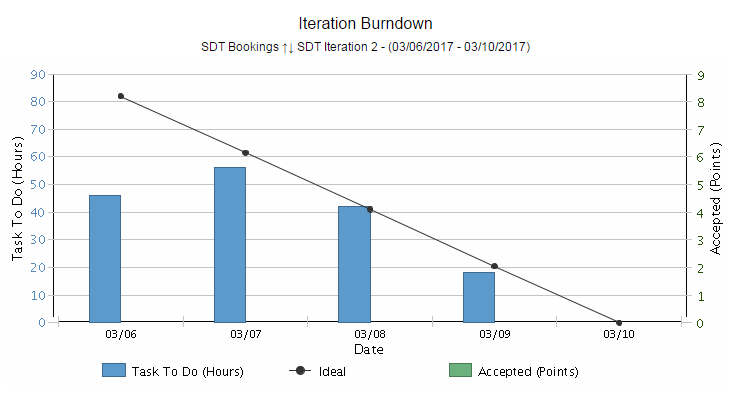 Iteration Burndown
SDT Bookings ↑↓ SDT Iteration 2 - (03/06/2017 - 03/10/2017)
90 9
80 8
70 7
60 6
50 5
40 4
30 3
20 2
10 1
0 0
Task To Do (Hours)
Accepted (Points)
03/06 03/07 03/08 03/09 03/10
Date
Task To Do (Hours) Ideal Accepted (Points)